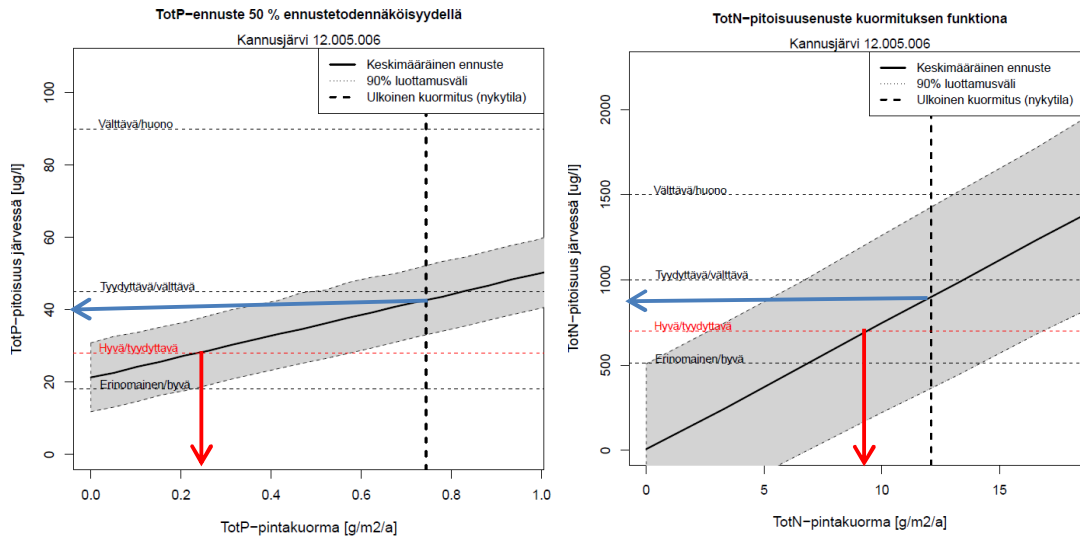 TotP−ennuste 50 % ennustetodennäköisyydellä
Kannusjärvi 12.005.006
Keskimääräinen ennuste
90% luottamusväli
Ulkoinen kuormitus (nykytila)
Välttävä/huono
Tyydyttävä/välttävä
Hyvä/tyydyttavä
Erinomainen/hyvä
TotP−pitoisuus järvessä [ug/l]
100
80
60
40
20
0
0.0 0.2 0.4 0.6 0.8 1.0
TotP−pintakuorma [g/m2/a]
TotN−pitoisuusenuste kuormituksen funktiona
Kannusjärvi 12.005.006
Keskimääräinen ennuste
90% luottamusväli
Ulkoinen kuormitus (nykytila)
Välttävä/huono
Tyydyttävä/välttävä
Hyvä/tyydyttavä
Erinomainen/hyvä
TotN−pitoisuus järvessä [ug/l]
2000
1500
1000
500
0
0 5 10 15
TotN−pintakuorma [g/m2/a]